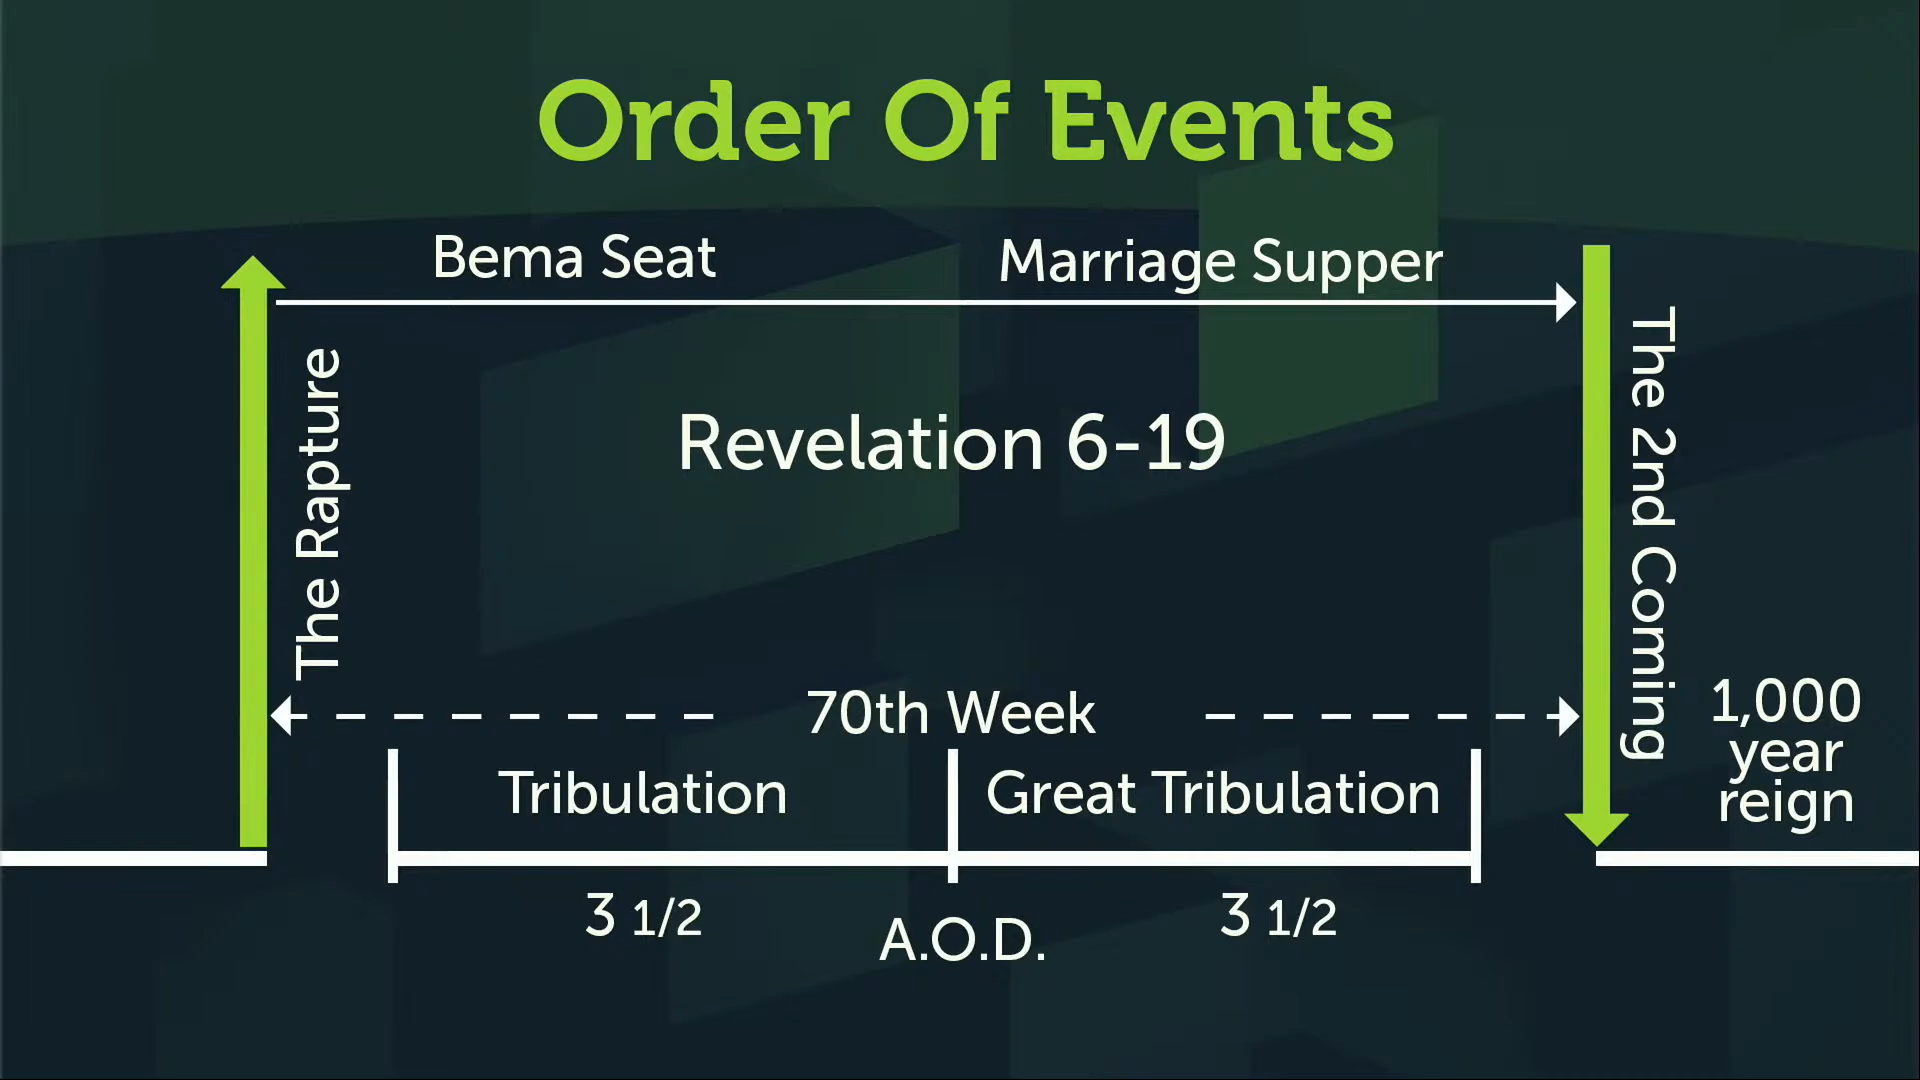 Order Of Events
Bema Seat
Marriage Supper
The Rapture
Revelation 6-19
The 2nd Coming
70th Week
1,000
year
reign
Tribulation
Great Tribulation
3 1/2
A.O.D.
3 1/2